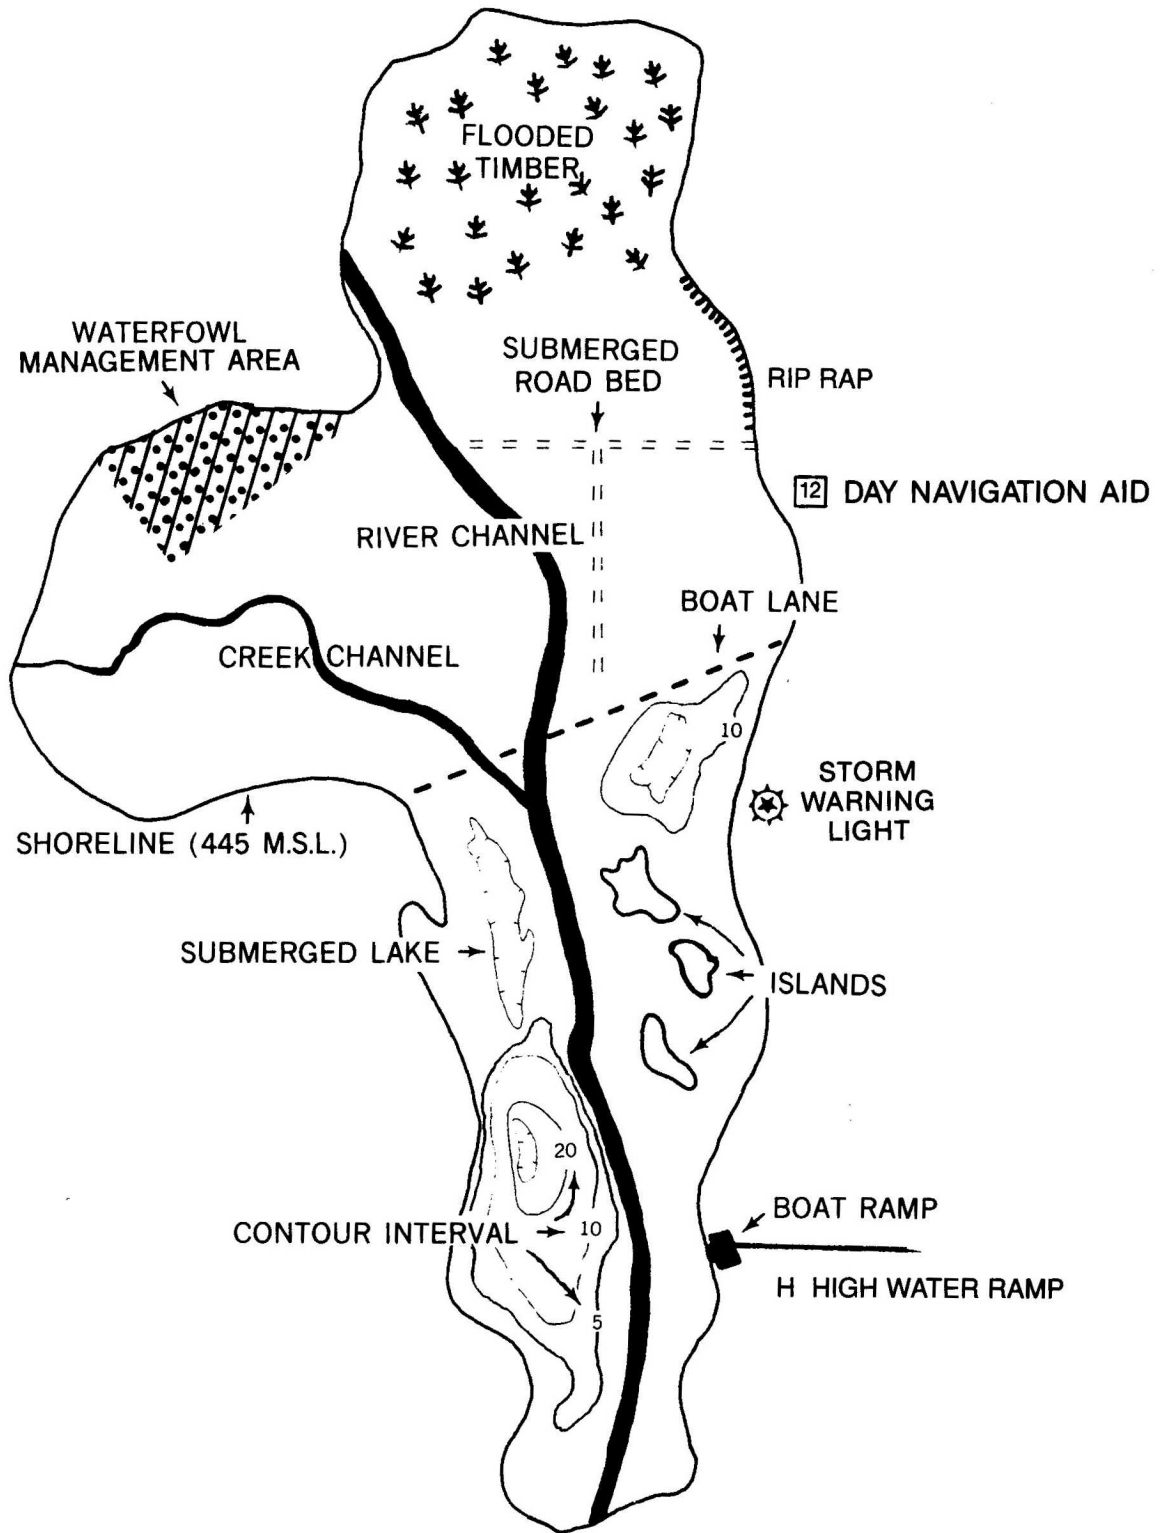 FLOODED
TIMBER
WATERFOWL
MANAGEMENT AREA
SUBMERGED
ROAD BED
RIP RAP
12 DAY NAVIGATION AID
RIVER CHANNEL
BOAT LANE
CREEK CHANNEL
10
STORM
WARNING
LIGHT
SHORELINE (445 M.S.L.)
SUBMERGED LAKE
ISLANDS
20
BOAT RAMP
CONTOUR INTERVAL
10
H HIGH WATER RAMP
5